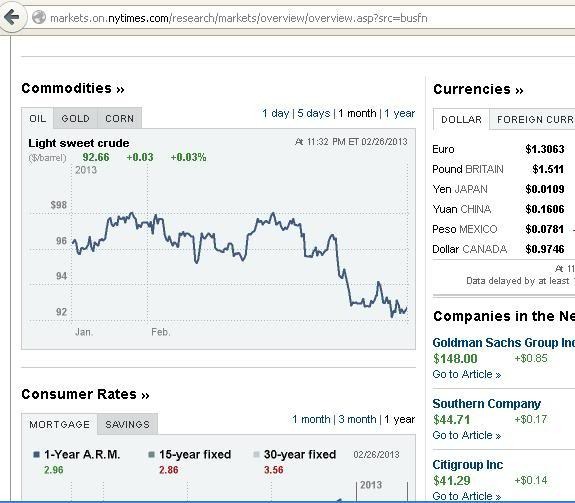 markets.on.nytimes.com/research/markets/overview/overview.asp?src=busfn
Commodities »
OIL GOLD CORN
1 day | 5 days | 1 month | 1 year
Light sweet crude
At 11:32 PM ET 02/26/2013
($/barrel) 92.66 +0.03 +0.03%
2013
$98
96
94
92
Jan. Feb.
Consumer Rates »
MORTGAGE SAVINGS
1 month | 3 month | 1 year
1-Year A.R.M. 15-year fixed 30-year fixed 02/26/2013
2.96 2.86 3.56
2013
Currencies »
DOLLAR FOREIGN CURR
Euro $1.3063
Pound BRITAIN $1.511
Yen JAPAN $0.0109
Yuan CHINA $0.1606
Peso MEXICO $0.0781 -
Dollar CANADA $0.9746
At 11
Data delayed by at least 1
Companies in the Ne
Goldman Sachs Group Inc
$148.00 +$0.85
Go to Article »
Southern Company
$44.71 +$0.17
Go to Article »
Citigroup Inc
$41.29 +$0.14
Go to Article »